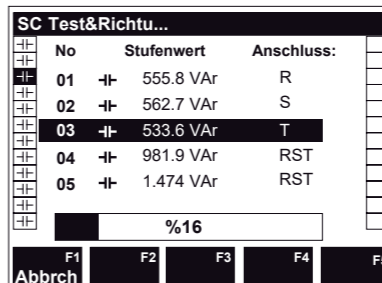 SC Test&Richtu...
No Stufenwert Anschluss:
01 555.8 VAr R
02 562.7 VAr S
03 533.6 VAr T
04 981.9 VAr RST
05 1.474 VAr RST
%16
F1 F2 F3 F4 F5
Abbrch